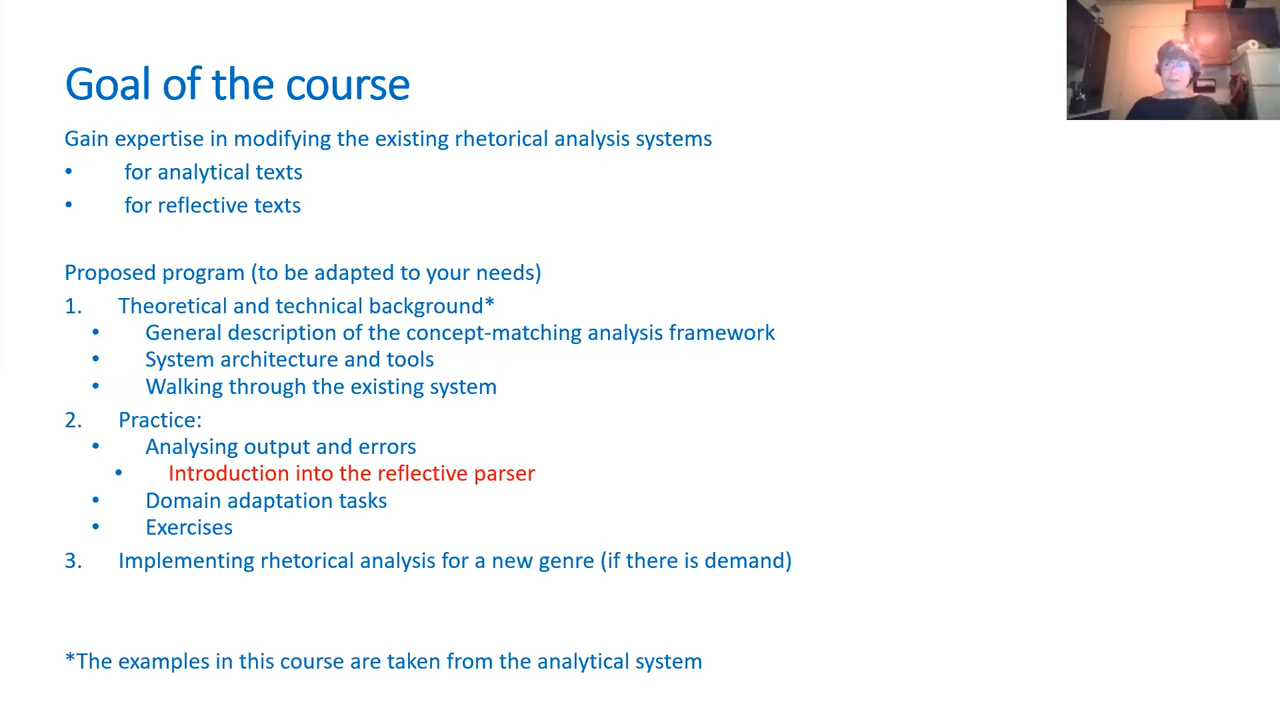 Goal of the course
Gain expertise in modifying the existing rhetorical analysis systems
• for analytical texts
• for reflective texts
Proposed program (to be adapted to your needs)
1. Theoretical and technical background*
• General description of the concept-matching analysis framework
• System architecture and tools
• Walking through the existing system
2. Practice:
• Analysing output and errors
• Introduction into the reflective parser
• Domain adaptation tasks
• Exercises
3. Implementing rhetorical analysis for a new genre (if there is demand)
*The examples in this course are taken from the analytical system